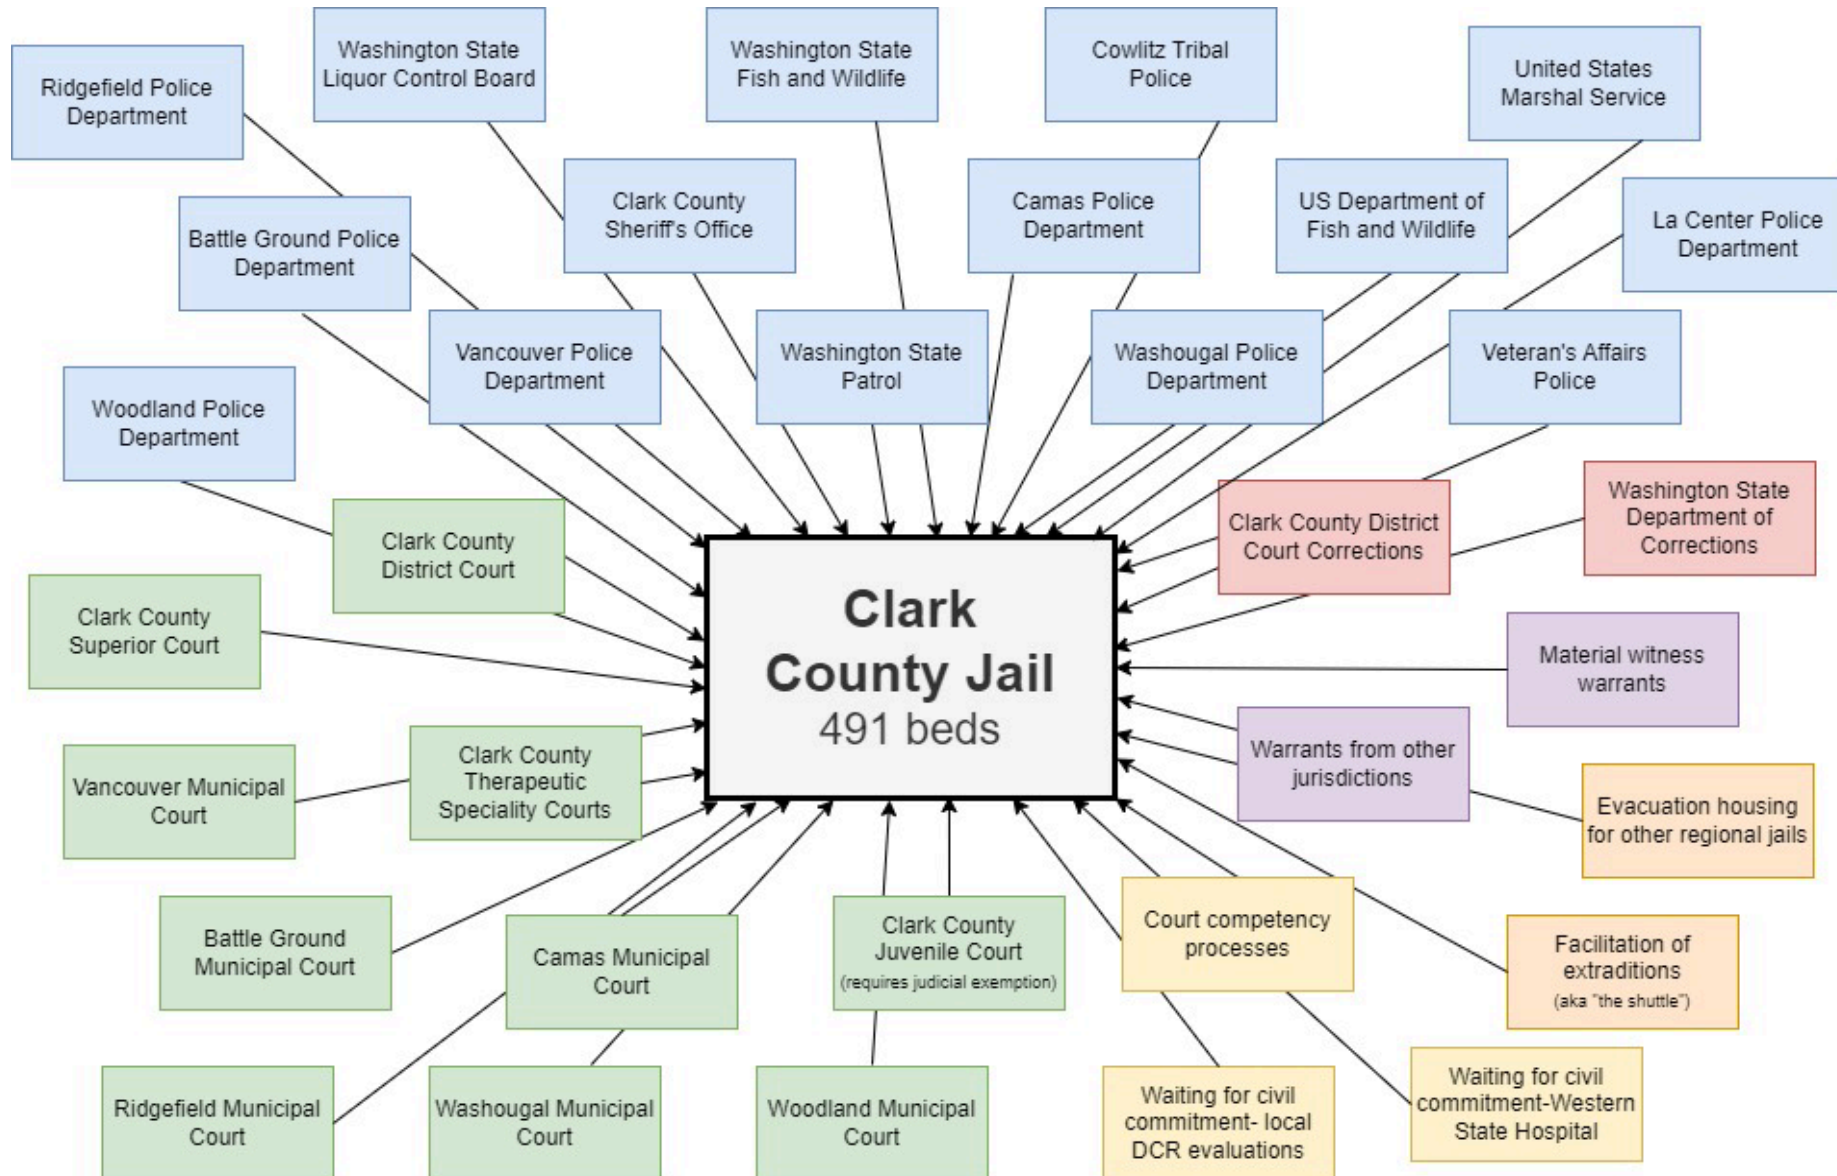 Washington State
Liquor Control Board
Washington State
Fish and Wildlife
Cowlitz Tribal
Police
United States
Marshal Service
Ridgefield Police
Department
Clark County
Sheriff's Office
Camas Police
Department
US Department of
Fish and Wildlife
La Center Police
Department
Battle Ground Police
Department
Vancouver Police
Department
Washington State
Patrol
Washougal Police
Department
Veteran's Affairs
Police
Woodland Police
Department
Clark County
District Court
Clark County District
Court Corrections
Washington State
Department of
Corrections
Clark
County Jail
491 beds
Clark County
Superior Court
Material witness
warrants
Warrants from other
jurisdictions
Vancouver Municipal
Court
Clark County
Therapeutic
Speciality Courts
Evacuation housing
for other regional jails
Battle Ground
Municipal Court
Camas Municipal
Court
Clark County
Juvenile Court
(requires judicial exemption)
Court competency
processes
Facilitation of
extraditions
(aka "the shuttle")
Ridgefield Municipal
Court
Washougal Municipal
Court
Woodland Municipal
Court
Waiting for civil
commitment- local
DCR evaluations
Waiting for civil
commitment-Western
State Hospital